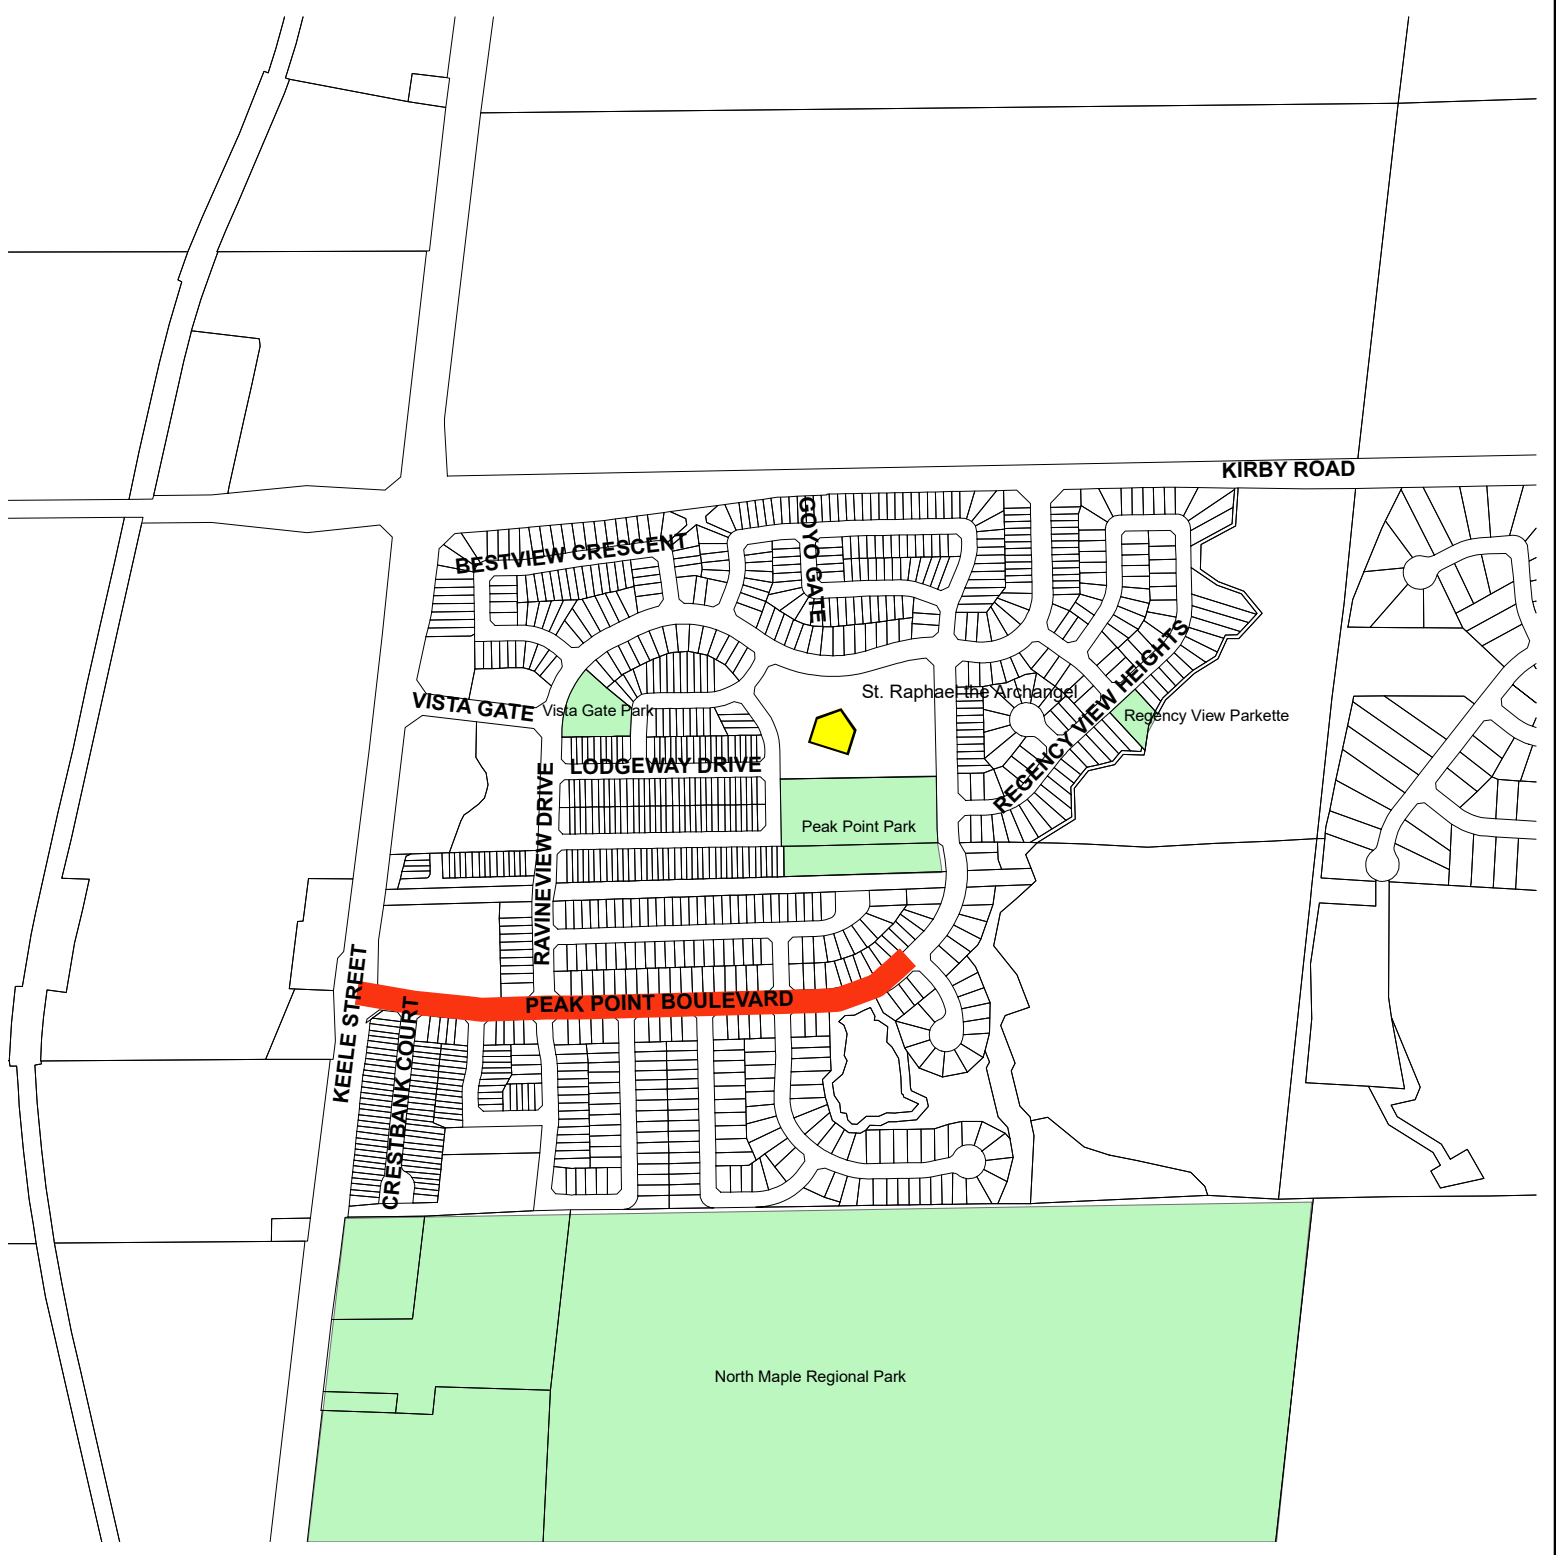 KIRBY ROAD
GOYO GATE
BESTVIEW CRESCENT
REGENCY VIEW HEIGHTS
St. Raphael the Archangel
VISTA GATE
Vista Gate Park
Regency View Parkette
LODGEWAY DRIVE
RAVINEVIEW DRIVE
Peak Point Park
KEELE STREET
PEAK POINT BOULEVARD
CRESTBANK COURT
North Maple Regional Park